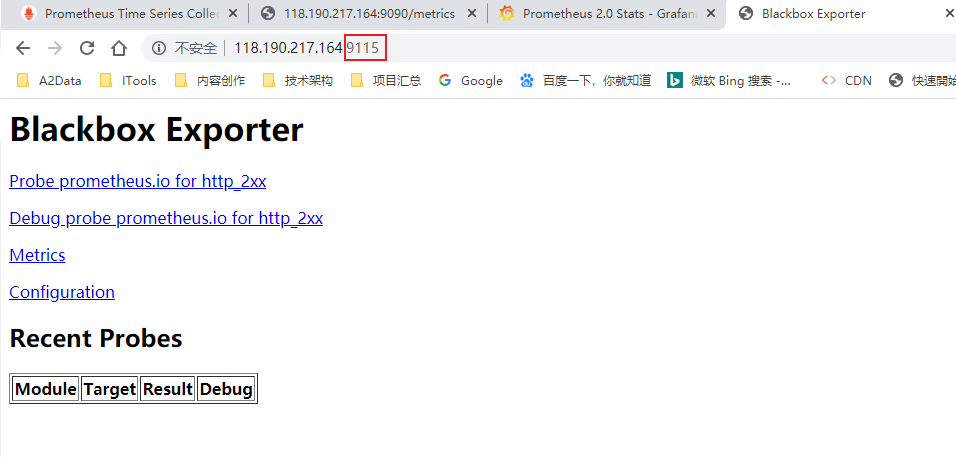 Prometheus Time Series Collec
118.190.217.164:9090/metrics
Prometheus 2.0 Stats - Grafan
Blackbox Exporter
不安全 118.190.217.164:9115
A2Data ITools 内容创作 技术架构 项目汇总 Google 百度一下，你就知道 微软 Bing 搜索 -... CDN 快速開始
Blackbox Exporter
Probe prometheus.io for http_2xx
Debug probe prometheus.io for http_2xx
Metrics
Configuration
Recent Probes
Module Target Result Debug